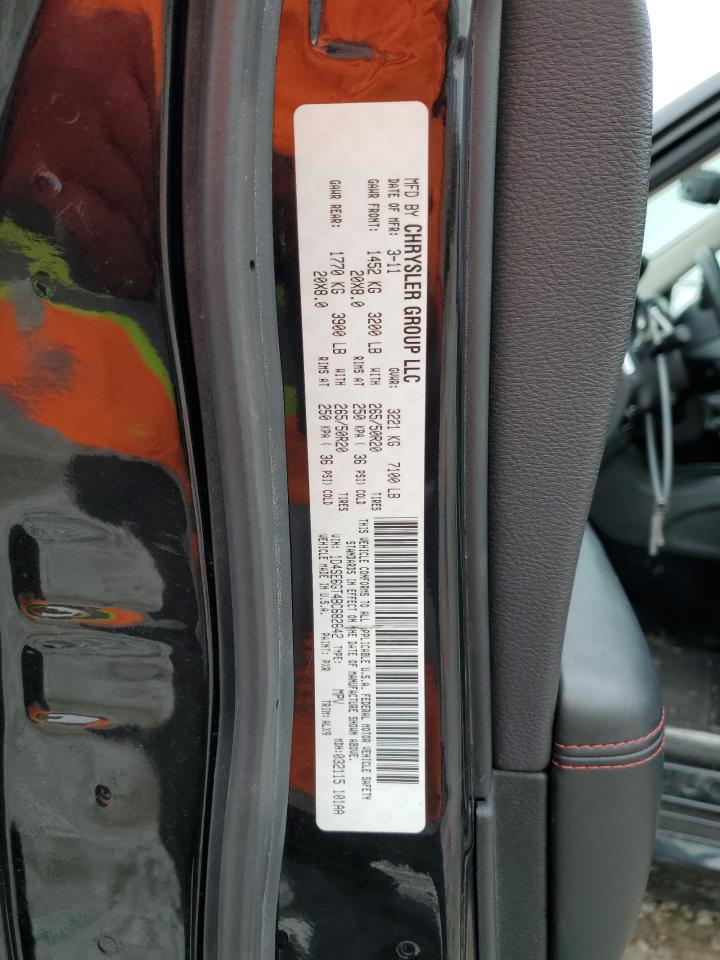 MFD BY CHRYSLER GROUP LLC
DATE OF MFR: 3-11 GVWR: 3221 KG 7100 LB
GAWR FRONT: 1452 KG 3200 LB WITH 265/50R20 TIRES
20X8.0 RIMS AT 250 KPA ( 36 PSI) COLD
GAWR REAR: 1770 KG 3900 LB WITH 265/50R20 TIRES
20X8.0 RIMS AT 250 KPA ( 36 PSI) COLD
THIS VEHICLE CONFORMS TO ALL APPLICABLE U.S.A. FEDERAL MOTOR VEHICLE SAFETY
STANDARDS IN EFFECT ON THE DATE OF MANUFACTURE SHOWN ABOVE.
VIN: 1D4SE6GT4BC682642 TYPE: MPV MDH:032115 101AA
VEHICLE MADE IN U.S.A. PAINT: PXR TRIM:ALX9